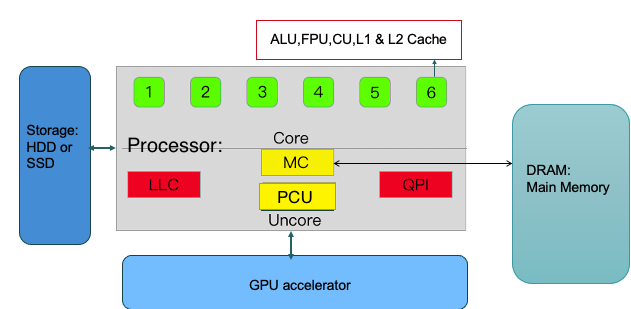 ALU,FPU,CU,L1 & L2 Cache
1 2 3 4 5 6
Storage:
HDD or
SSD
Processor:
Core
MC
LLC
PCU
QPI
Uncore
DRAM:
Main Memory
GPU accelerator